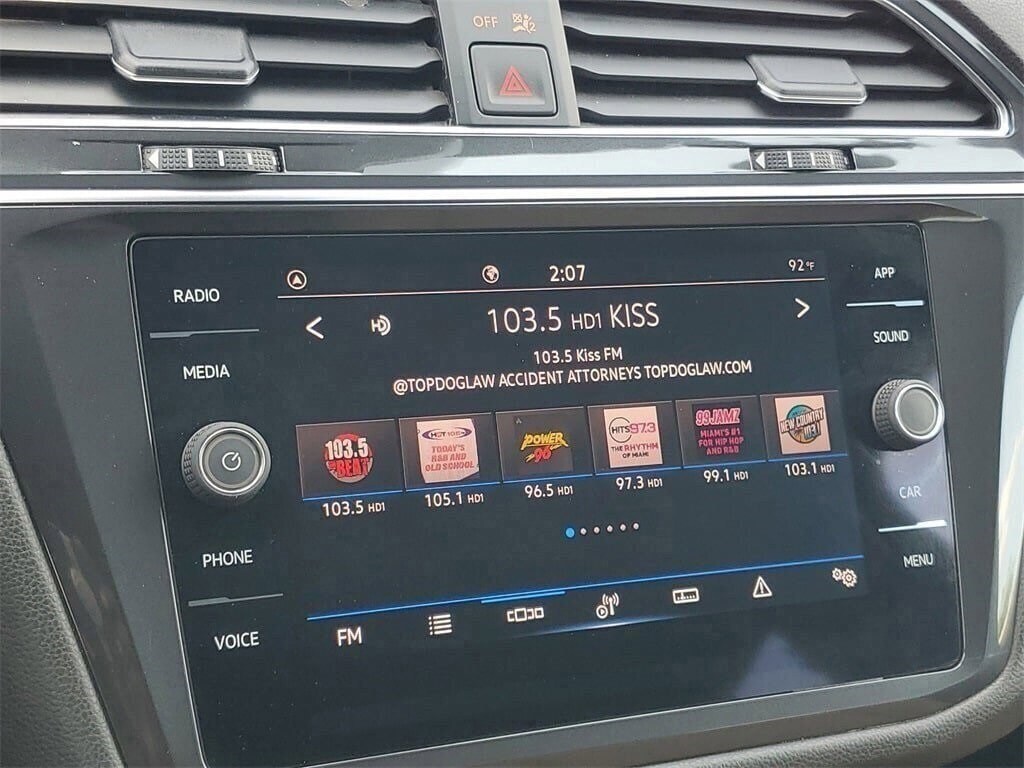 OFF 2
RADIO
MEDIA
PHONE
VOICE
2:07
92°F
HD
103.5 HD1 KISS
103.5 Kiss FM
@TOPDOGLAW ACCIDENT ATTORNEYS TOPDOGLAW.COM
103.5
BEAT
103.5 HD1
HOT 105
TODAY'S
R&B AND
OLD SCHOOL
105.1 HD1
POWER
96
96.5 HD1
HITS 97.3
THE RHYTHM
OF MIAMI
97.3 HD1
99JAMZ
MIAMI'S #1
FOR HIP HOP
AND R&B
99.1 HD1
NEW COUNTRY
103.1
103.1 HD1
FM
APP
SOUND
CAR
MENU